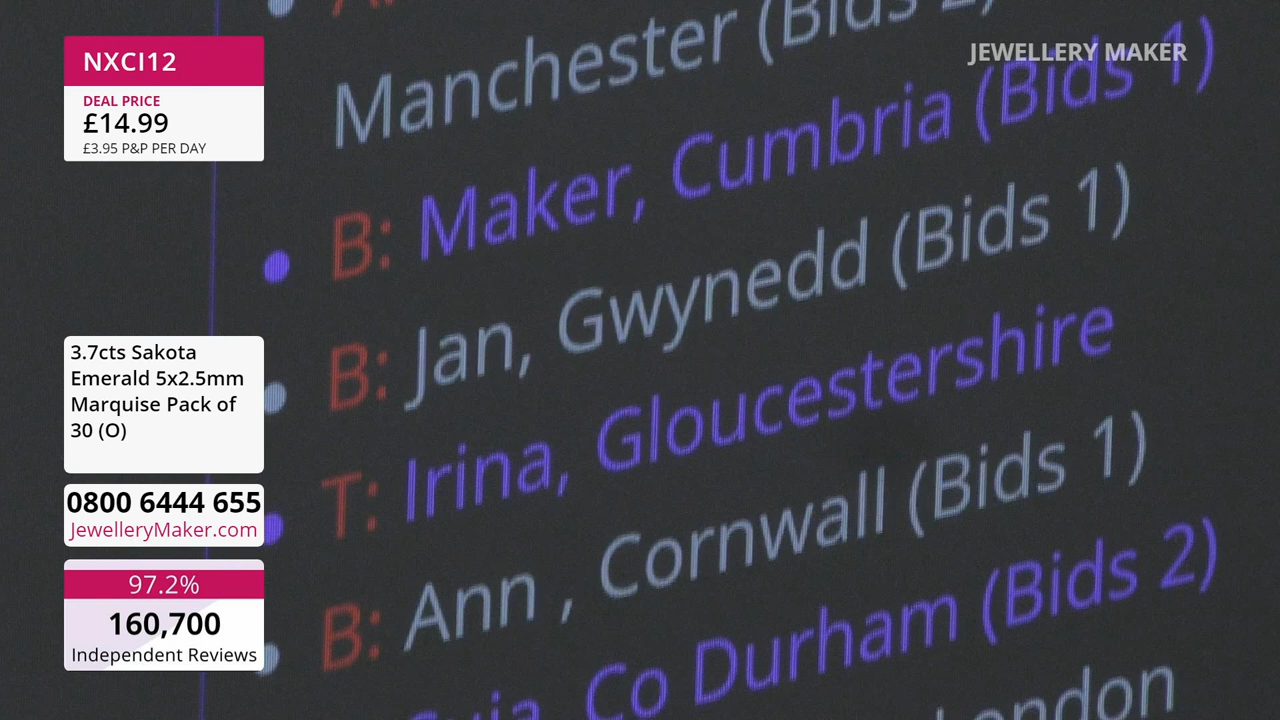 NXCI12
DEAL PRICE
£14.99
£3.95 P&P PER DAY
3.7cts Sakota
Emerald 5x2.5mm
Marquise Pack of
30 (O)
0800 6444 655
JewelleryMaker.com
97.2%
160,700
Independent Reviews
JEWELLERY MAKER
Manchester (Bids 2)
B: Maker, Cumbria (Bids 1)
B: Jan, Gwynedd (Bids 1)
T: Irina, Gloucestershire
B: Ann , Cornwall (Bids 1)
Co Durham (Bids 2)